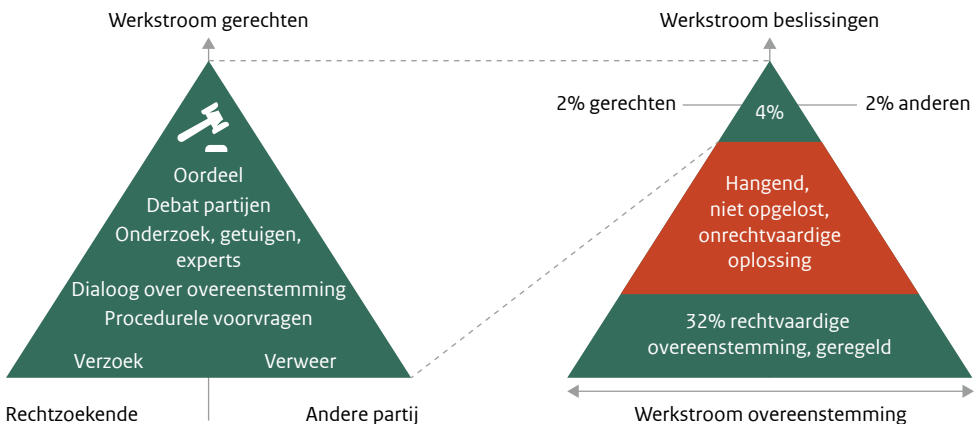 Werkstroom gerechten
Oordeel
Debat partijen
Onderzoek, getuigen,
experts
Dialoog over overeenstemming
Procedurele voorvragen
Verzoek
Verweer
Rechtzoekende
Andere partij
Werkstroom beslissingen
2% gerechten
4%
2% anderen
Hangend,
niet opgelost,
onrechtvaardige
oplossing
32% rechtvaardige
overeenstemming, geregeld
Werkstroom overeenstemming